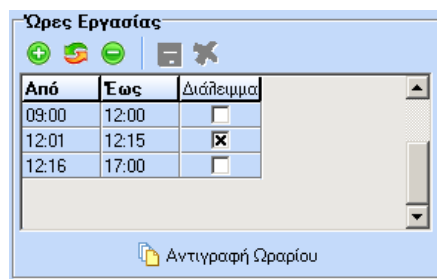 Ώρες Εργασίας
Από Έως Διάλειμμα
09:00 12:00
12:01 12:15
12:16 17:00
Αντιγραφή Ωραρίου